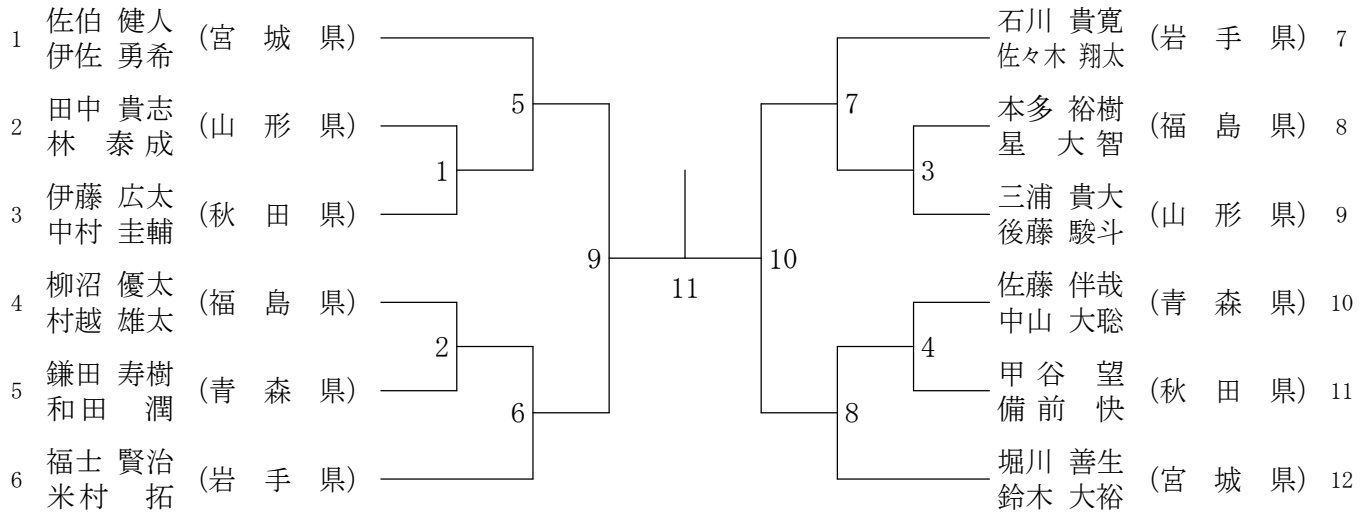 1 佐伯 健人 (宮 城 県)
伊佐 勇希
2 田中 貴志 (山 形 県)
林 泰成
3 伊藤 広太 (秋 田 県)
中村 圭輔
4 柳沼 優太 (福 島 県)
村越 雄太
5 鎌田 寿樹 (青 森 県)
和田 潤
6 福士 賢治 (岩 手 県)
米村 拓
5
1
9
2
6
11
7
3
10
4
8
石川 貴寛 (岩 手 県) 7
佐々木 翔太
本多 裕樹 (福 島 県) 8
星 大智
三浦 貴大 (山 形 県) 9
後藤 駿斗
佐藤 伴哉 (青 森 県) 10
中山 大聡
甲谷 望 (秋 田 県) 11
備前 快
堀川 善生 (宮 城 県) 12
鈴木 大裕